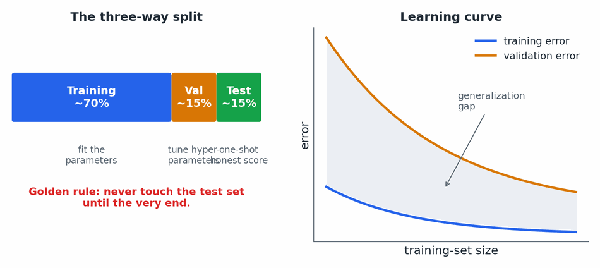 The three-way split
Training
~70%
Val
~15%
Test
~15%
fit the
parameters
tune hyper
parameters
one-shot
honest score
Golden rule: never touch the test set
until the very end.
Learning curve
training error
validation error
generalization
gap
error
training-set size